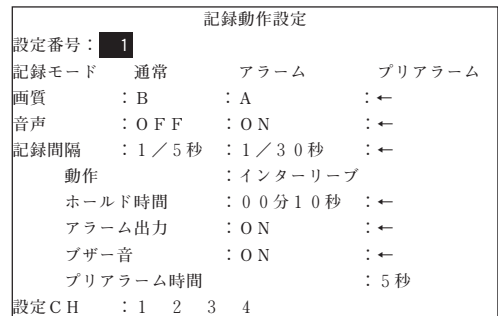 記録動作設定
設定番号： 1
記録モード 通常 アラーム プリアラーム
画質 ：B ：A ：←
音声 ：OFF ：ON ：←
記録間隔 ：1／5秒 ：1／30秒 ：←
動作 ：インターリーブ
ホールド時間 ：00分10秒 ：←
アラーム出力 ：ON ：←
ブザー音 ：ON ：←
プリアラーム時間 ：5秒
設定CH ：1 2 3 4